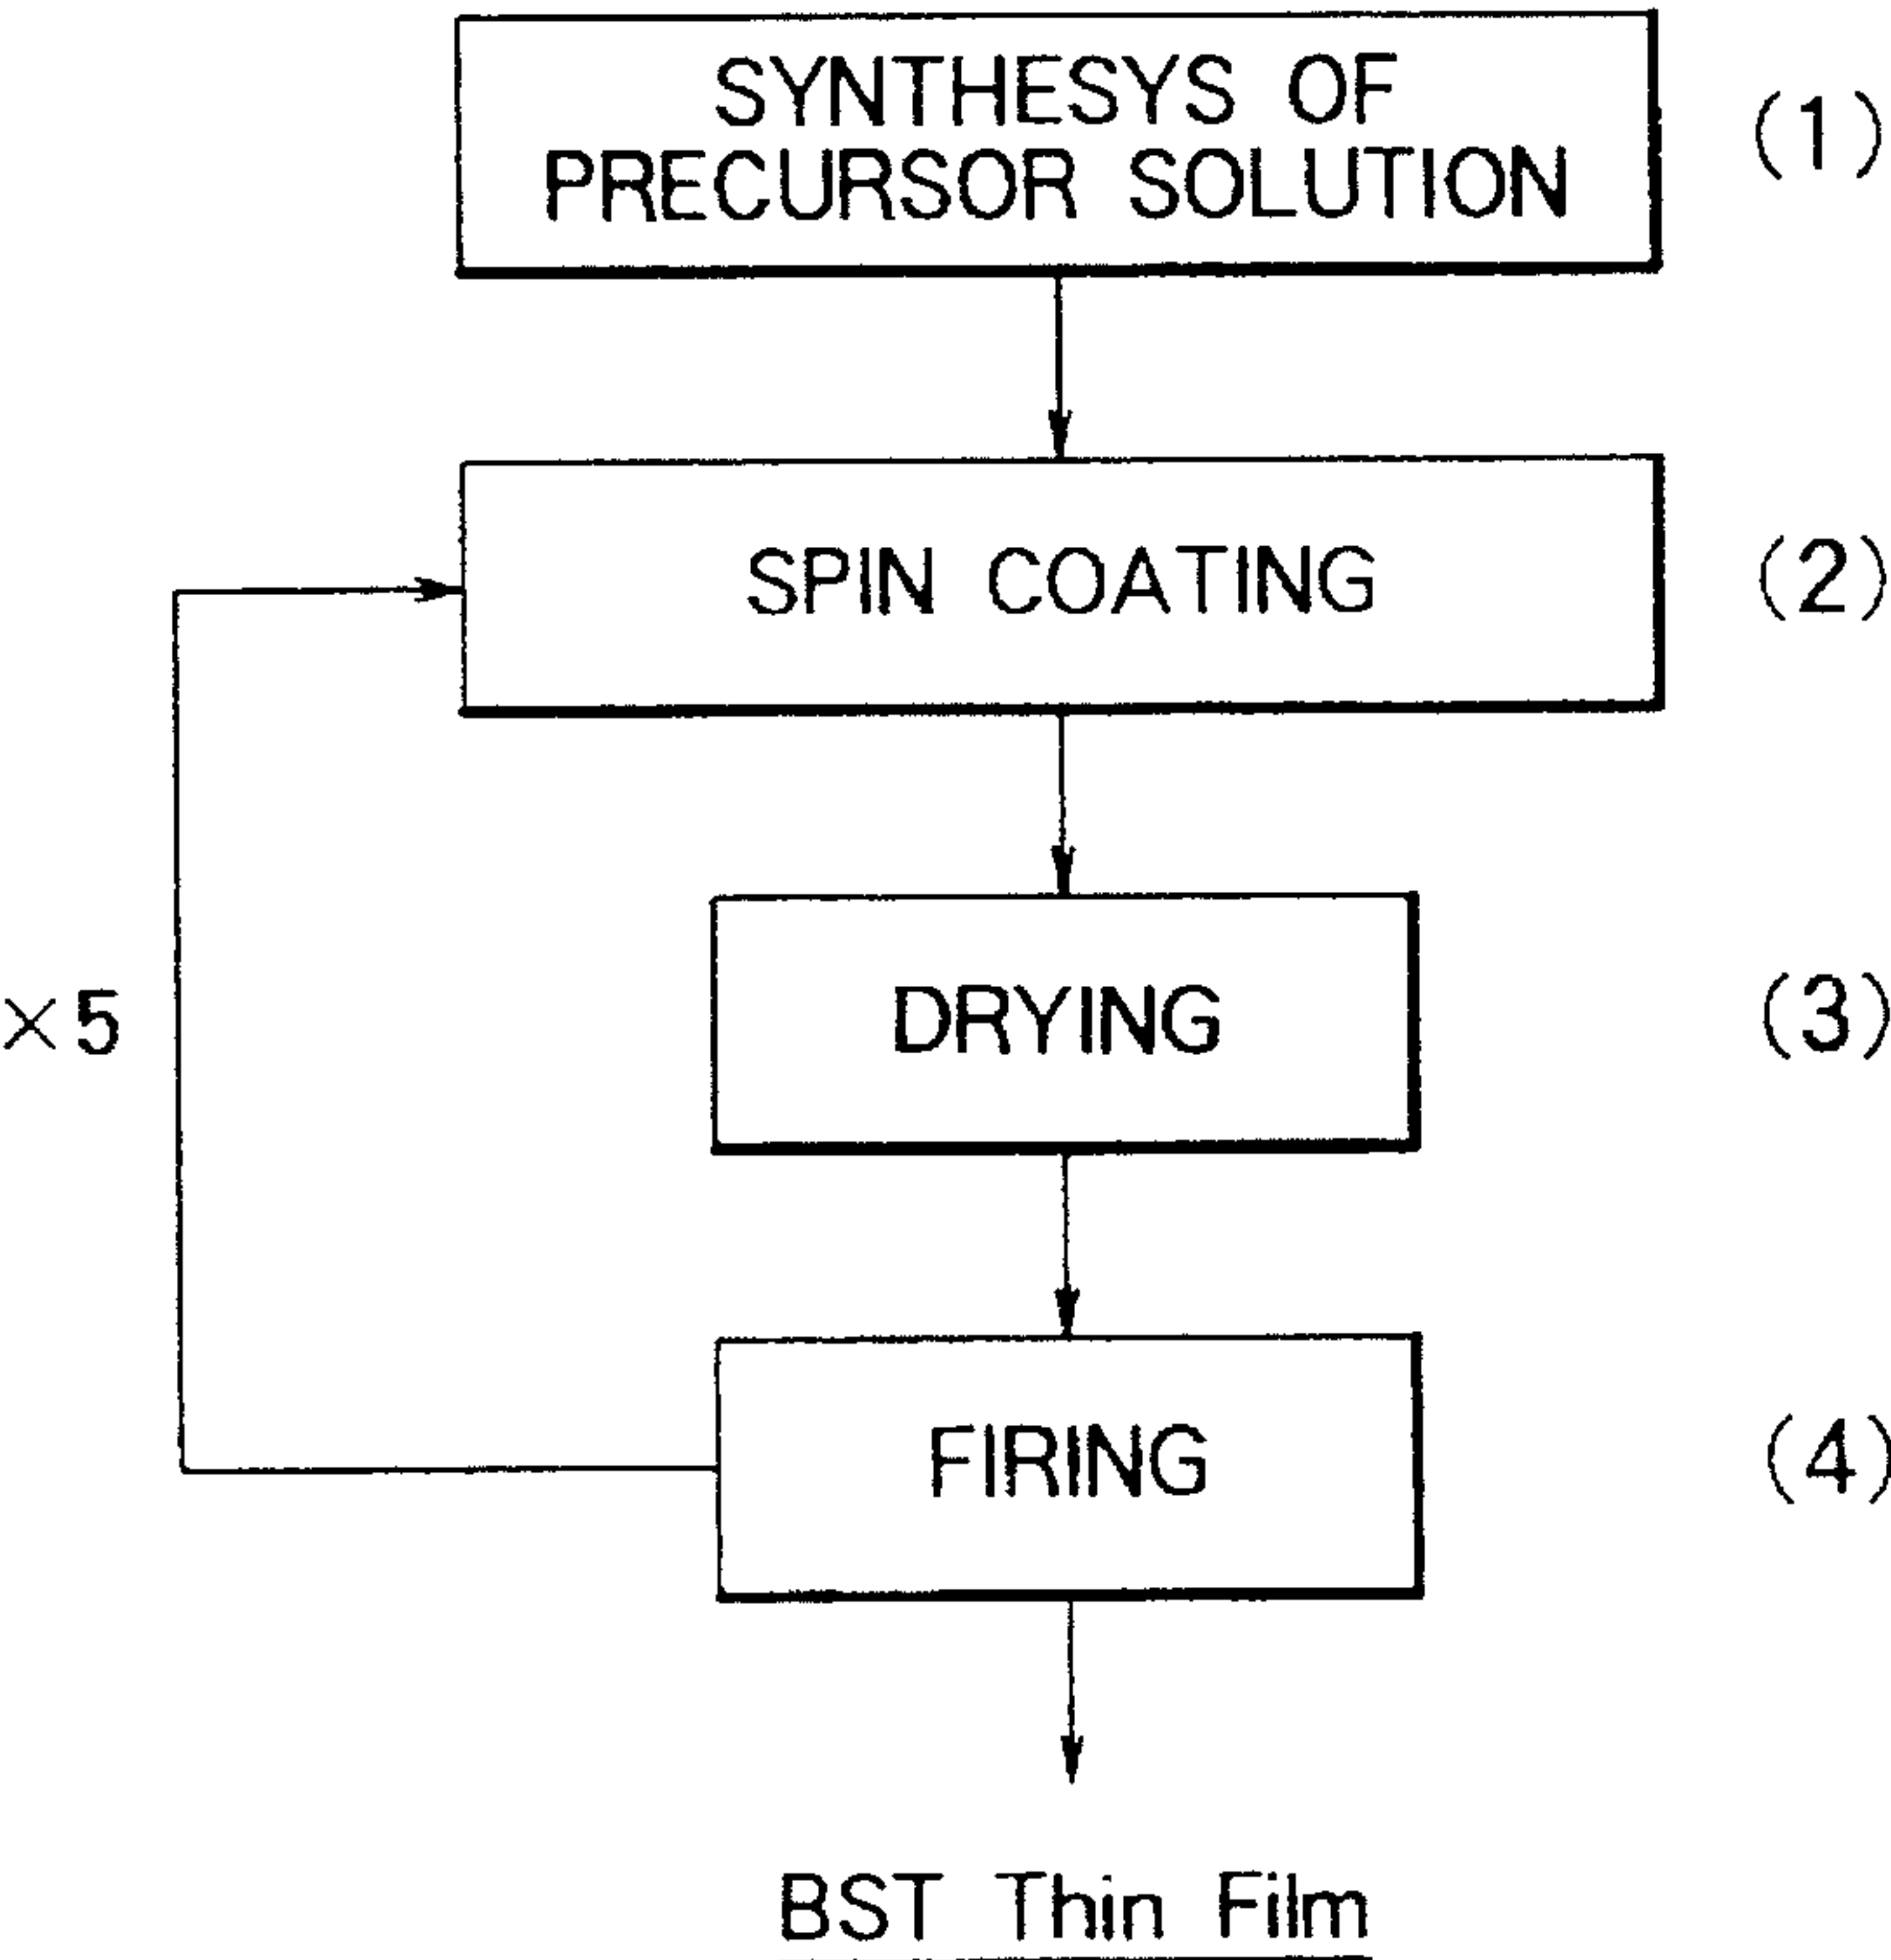 SYNTHESYS OF
PRECURSOR SOLUTION
(1)
SPIN COATING
(2)
×5
DRYING
(3)
FIRING
(4)
BST Thin Film